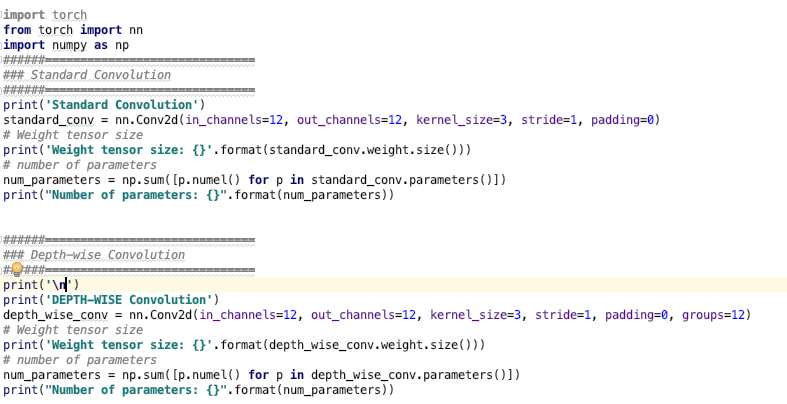 import torch
from torch import nn
import numpy as np
######==============================
### Standard Convolution
######==============================
print('Standard Convolution')
standard_conv = nn.Conv2d(in_channels=12, out_channels=12, kernel_size=3, stride=1, padding=0)
# Weight tensor size
print('Weight tensor size: {}'.format(standard_conv.weight.size()))
# number of parameters
num_parameters = np.sum([p.numel() for p in standard_conv.parameters()])
print("Number of parameters: {}".format(num_parameters))
######==============================
### Depth-wise Convolution
######==============================
print('\n')
print('DEPTH-WISE Convolution')
depth_wise_conv = nn.Conv2d(in_channels=12, out_channels=12, kernel_size=3, stride=1, padding=0, groups=12)
# Weight tensor size
print('Weight tensor size: {}'.format(depth_wise_conv.weight.size()))
# number of parameters
num_parameters = np.sum([p.numel() for p in depth_wise_conv.parameters()])
print("Number of parameters: {}".format(num_parameters))